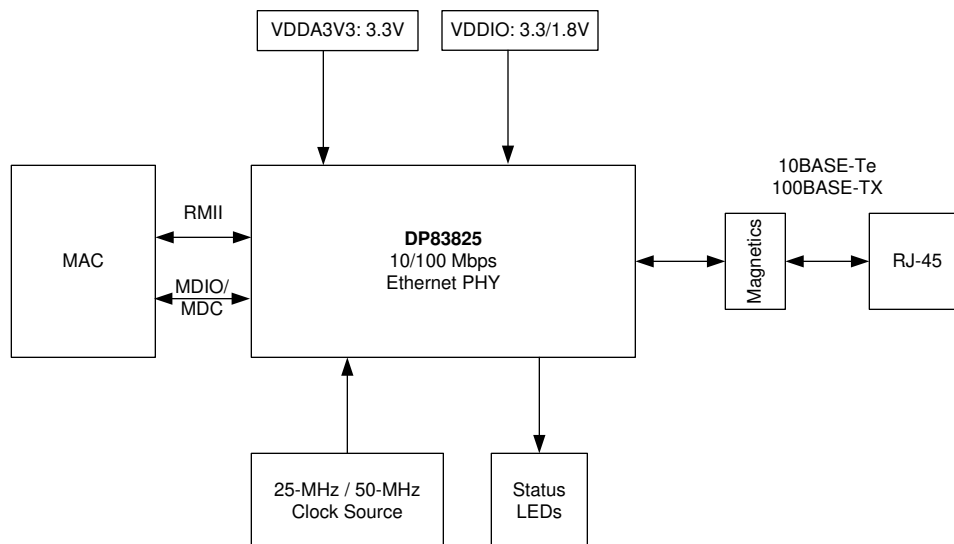 VDDA3V3: 3.3V
VDDIO: 3.3/1.8V
10BASE-Te
100BASE-TX
MAC
RMII
MDIO/
MDC
DP83825
10/100 Mbps
Ethernet PHY
Magnetics
RJ-45
25-MHz / 50-MHz
Clock Source
Status
LEDs